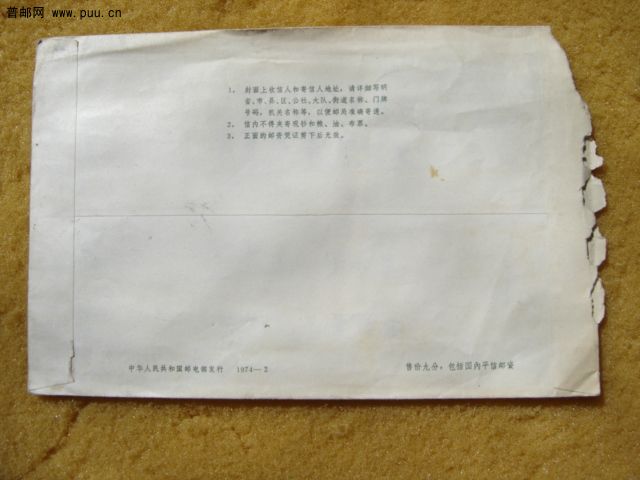 普邮网 www.puu.cn
1. 封面上收信人和寄信人地址，请详细写明
省、市、县、区、公社、大队、街道名称、门牌
号码，机关名称等，以便邮局准确寄递。
2. 信内不得夹寄现钞和粮、油、布票。
3. 正面的邮资凭证剪下后无效。
中华人民共和国邮电部发行 1974—2
售价九分，包括国内平信邮资